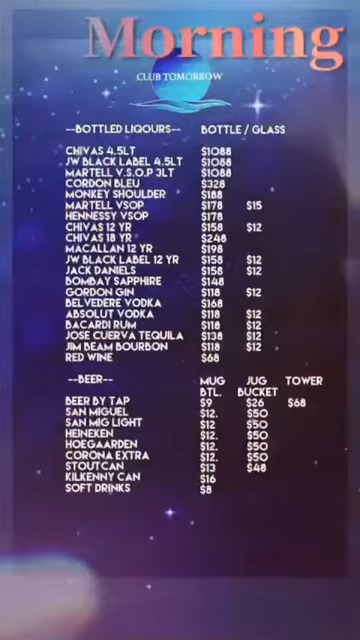 Morning
CLUB TOMORROW
--BOTTLED LIQOURS-- BOTTLE / GLASS
CHIVAS 4.5LT $1088
JW BLACK LABEL 4.5LT $1088
MARTELL V.S.O.P 3LT $1088
CORDON BLEU $328
MONKEY SHOULDER $188
MARTELL VSOP $178 $15
HENNESSY VSOP $178
CHIVAS 12 YR $158 $12
CHIVAS 18 YR $248
MACALLAN 12 YR $198
JW BLACK LABEL 12 YR $158 $12
JACK DANIELS $158 $12
BOMBAY SAPPHIRE $148
GORDON GIN $118 $12
BELVEDERE VODKA $168
ABSOLUT VODKA $118 $12
BACARDI RUM $118 $12
JOSE CUERVA TEQUILA $138 $12
JIM BEAM BOURBON $118 $12
RED WINE $68
--BEER-- MUG JUG TOWER
BTL. BUCKET
BEER BY TAP $9 $26 $68
SAN MIGUEL $12. $50
SAN MIG LIGHT $12 $50
HEINEKEN $12. $50
HOEGAARDEN $12. $50
CORONA EXTRA $12. $50
STOUTCAN $13 $48
KILKENNY CAN $16
SOFT DRINKS $8